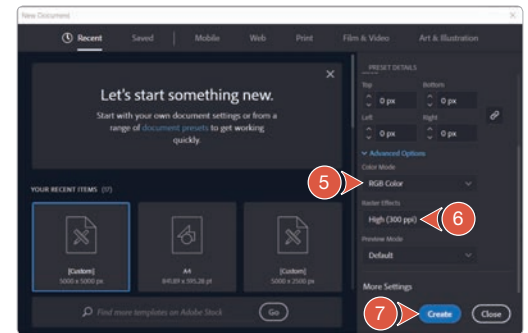 New Document
Recent Saved Mobile Web Print Film & Video Art & Illustration
Let's start something new.
Start with your own document settings or from a
range of document presets to get working
quickly.
YOUR RECENT ITEMS (17)
[Custom]
5000 x 5000 px
A4
841.89 x 595.28 pt
[Custom]
5000 x 2500 px
Find more templates on Adobe Stock
Go
PRESET DETAILS
Top Bottom
0 px 0 px
Left Right
0 px 0 px
Advanced Options
Color Mode
5 RGB Color
Raster Effects
High (300 ppi) 6
Preview Mode
Default
More Settings
7 Create Close